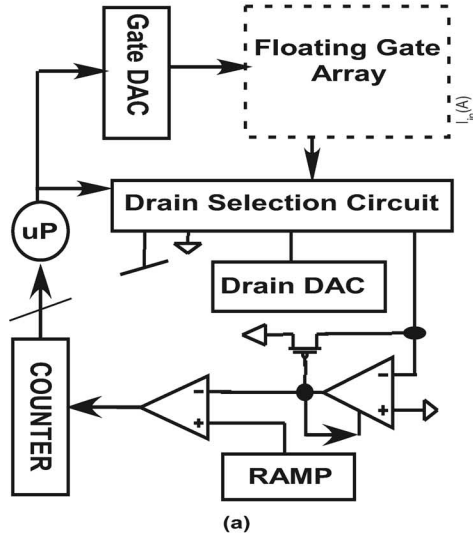 Gate DAC
Floating Gate
Array
I_in(A)
Drain Selection Circuit
uP
Drain DAC
COUNTER
-
+
-
+
RAMP
(a)